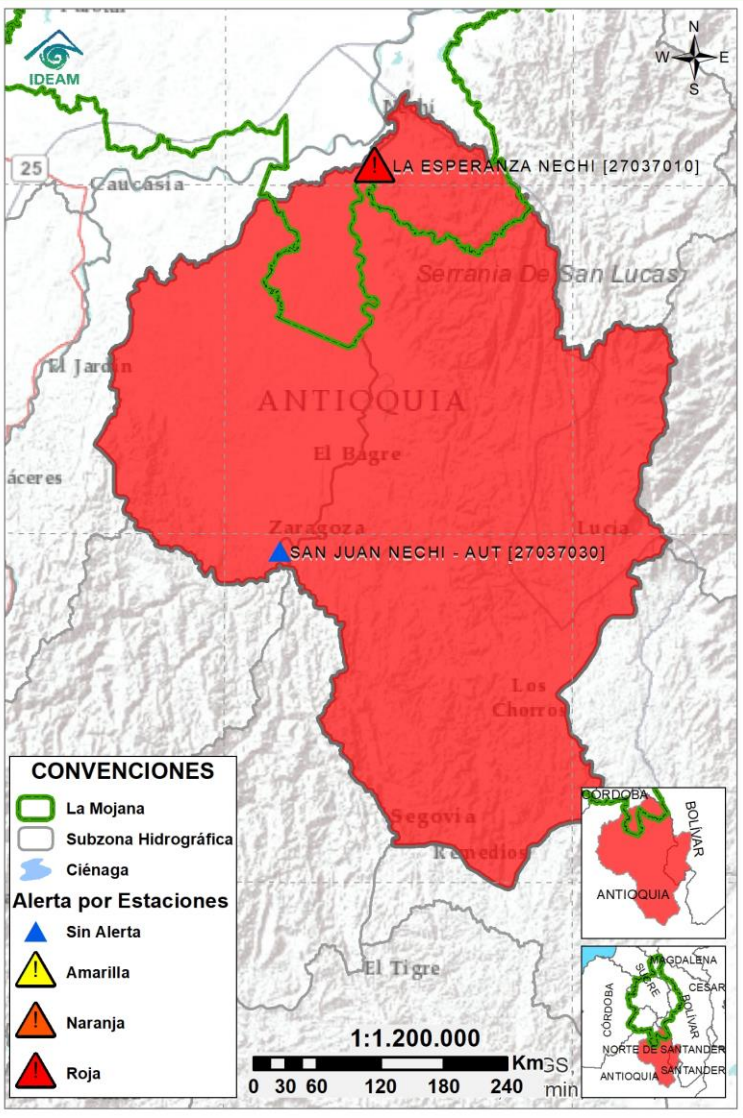 IDEAM
N
W E
S
25
Nechí
LA ESPERANZA NECHI [27037010]
Caucasia
Serranía De San Lucas
El Jardín
ANTIOQUIA
El Bagre
áceres
Zaragoza
Lucia
SAN JUAN NECHI - AUT [27037030]
Los
Chorros
Segovia
Remedios
El Tigre
CONVENCIONES
La Mojana
Subzona Hidrográfica
Ciénaga
Alerta por Estaciones
Sin Alerta
Amarilla
Naranja
Roja
1:1.200.000
Km
0 30 60 120 180 240
min
CÓRDOBA
BOLÍVAR
ANTIOQUIA
MAGDALENA
SUCRE
CESAR
CÓRDOBA
BOLÍVAR
NORTE DE SANTANDER
ANTIOQUIA
SANTANDER